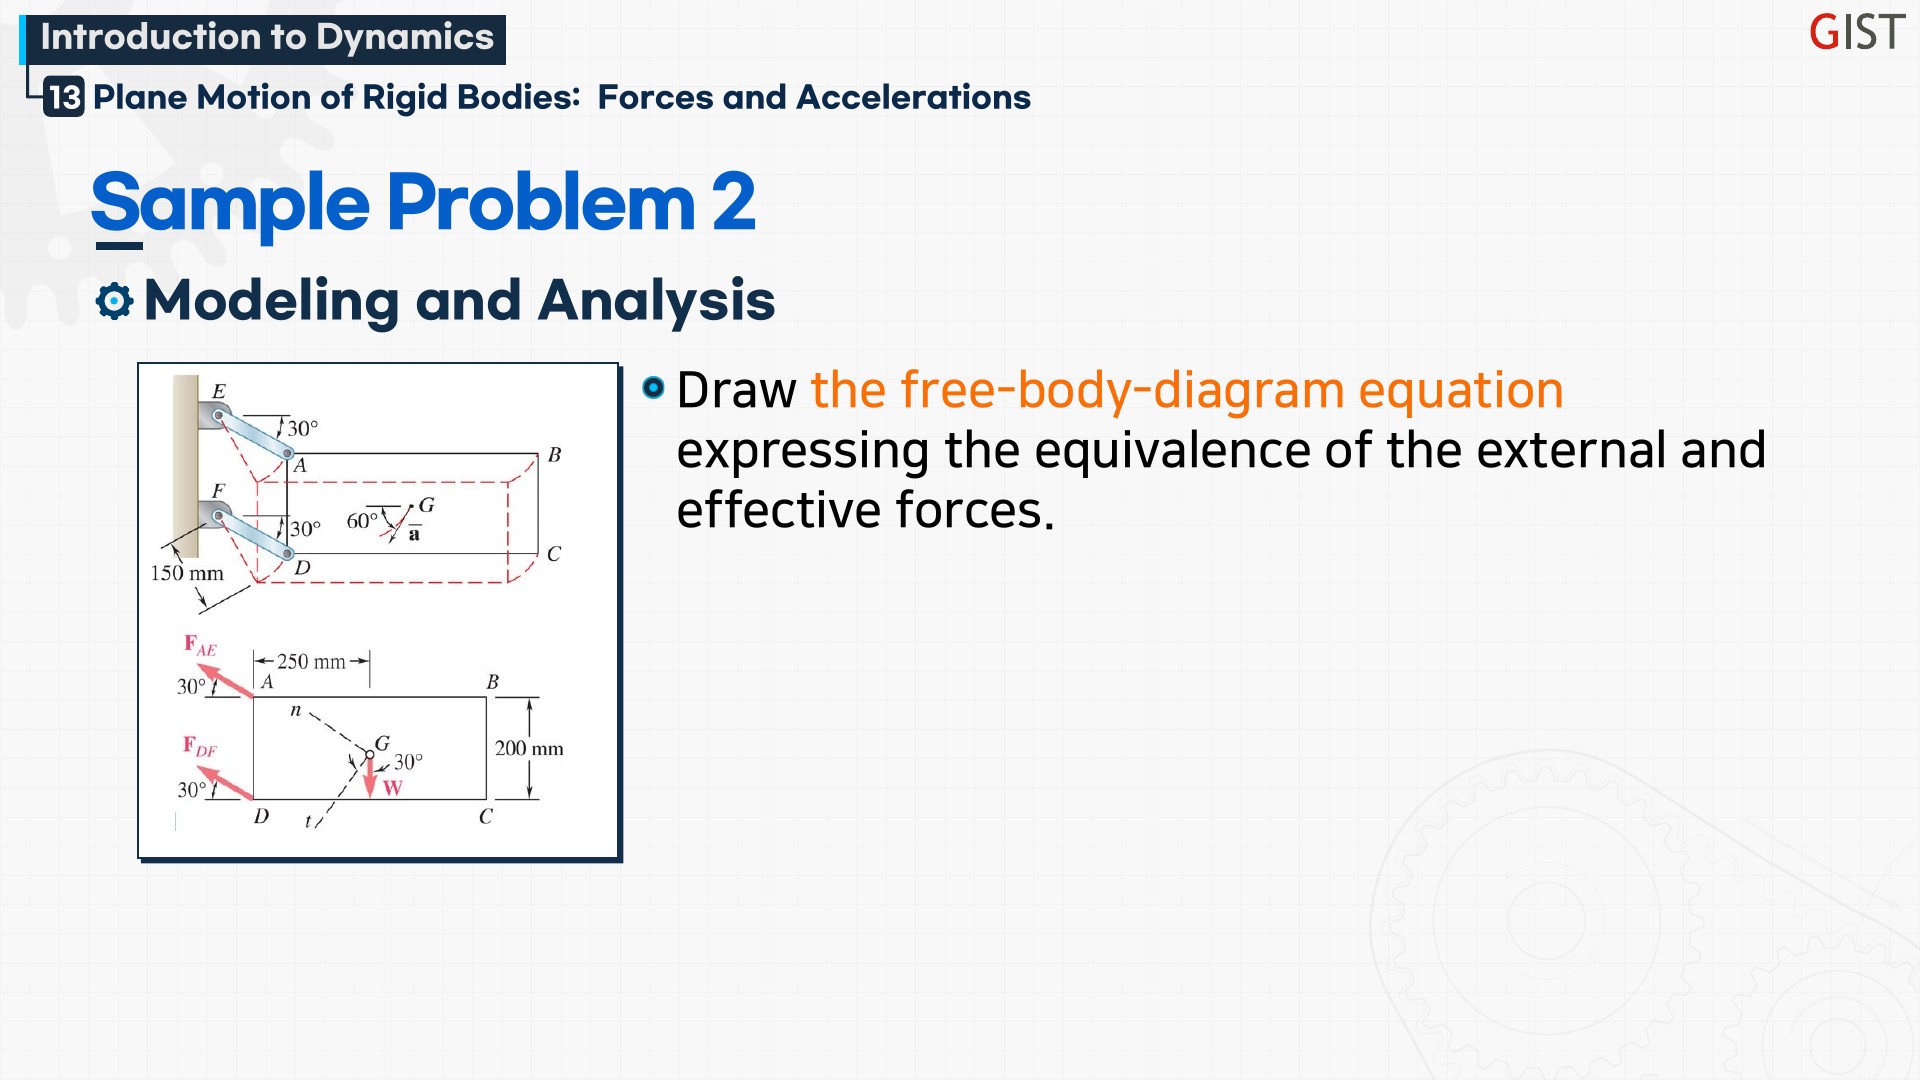 Introduction to Dynamics
GIST
13 Plane Motion of Rigid Bodies: Forces and Accelerations
Sample Problem 2
Modeling and Analysis
Draw the free-body-diagram equation
expressing the equivalence of the external and
effective forces.
E
30°
A
B
F
G
60°
30°
a
C
D
150 mm
F_AE
250 mm
30°
A
B
n
F_DF
G
200 mm
30°
30°
W
D
t
C